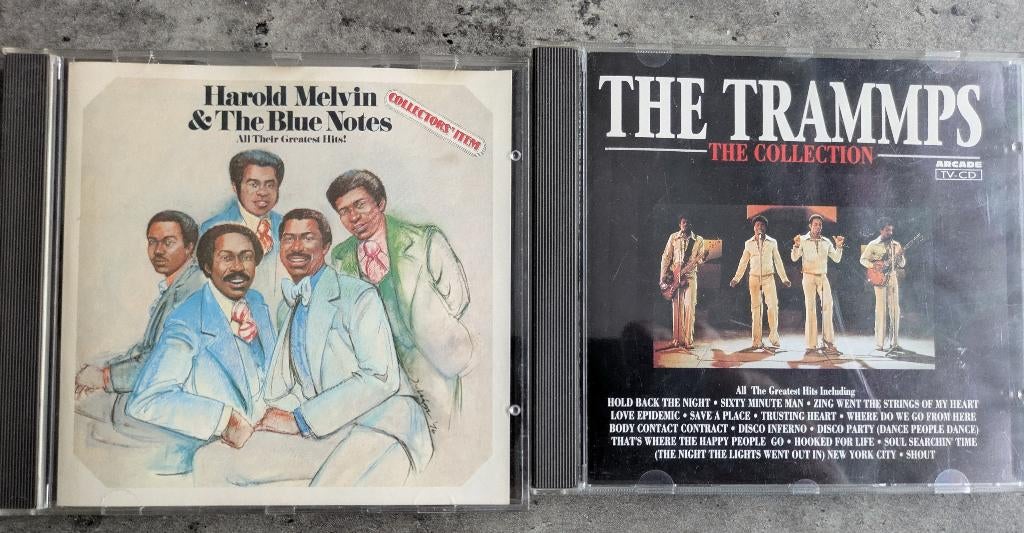 Harold Melvin
& The Blue Notes
All Their Greatest Hits!
COLLECTORS' ITEM
THE TRAMMPS
THE COLLECTION
ARCADE
TV-CD
All The Greatest Hits Including
HOLD BACK THE NIGHT • SIXTY MINUTE MAN • ZING WENT THE STRINGS OF MY HEART
LOVE EPIDEMIC • SAVE A PLACE • TRUSTING HEART • WHERE DO WE GO FROM HERE
BODY CONTACT CONTRACT • DISCO INFERNO • DISCO PARTY (DANCE PEOPLE DANCE)
THAT'S WHERE THE HAPPY PEOPLE GO • HOOKED FOR LIFE • SOUL SEARCHIN' TIME
(THE NIGHT THE LIGHTS WENT OUT IN) NEW YORK CITY • SHOUT